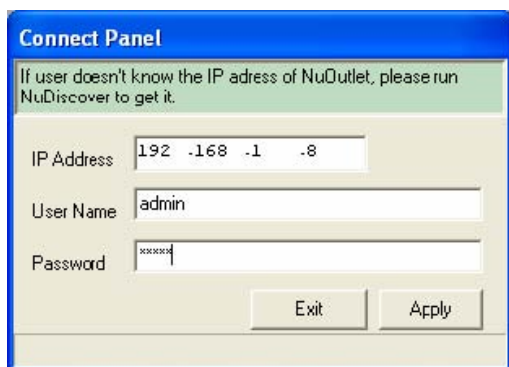 Connect Panel
If user doesn't know the IP adress of NuOutlet, please run
NuDiscover to get it.
IP Address 192 .168 .1 .8
User Name admin
Password *****
Exit Apply